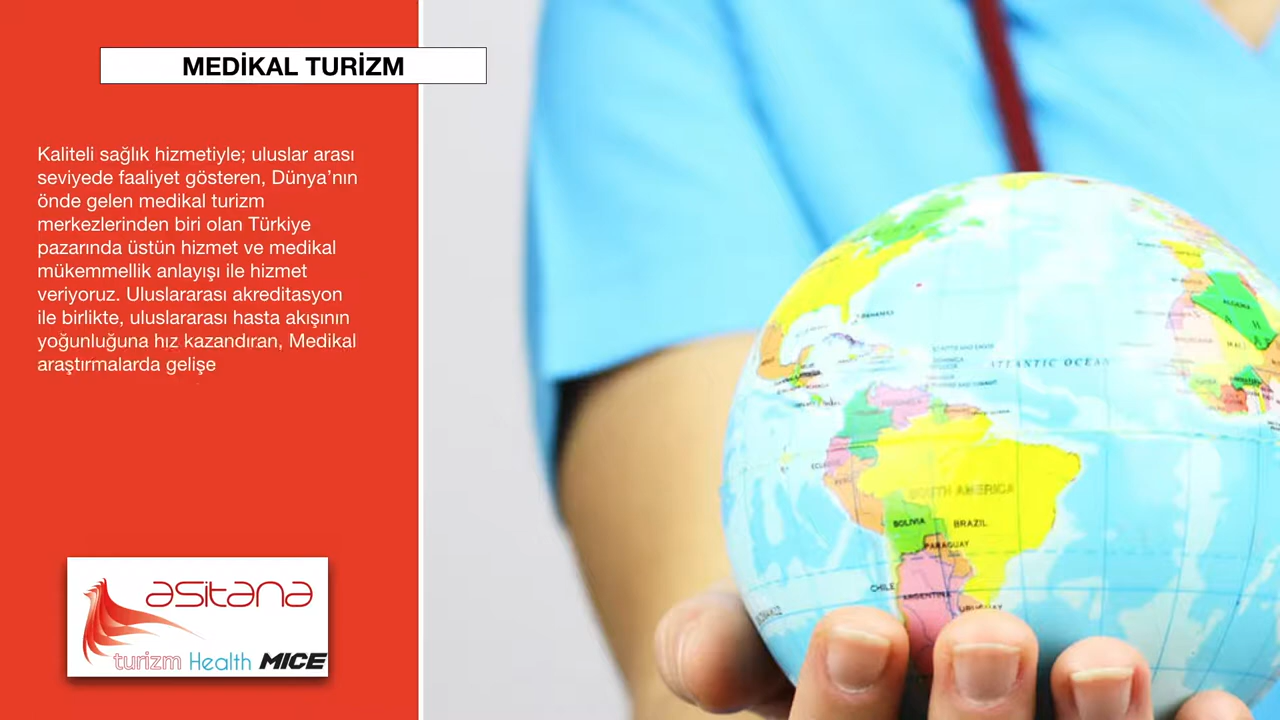 MEDİKAL TURİZM
Kaliteli sağlık hizmetiyle; uluslar arası
seviyede faaliyet gösteren, Dünya’nın
önde gelen medikal turizm
merkezlerinden biri olan Türkiye
pazarında üstün hizmet ve medikal
mükemmellik anlayışı ile hizmet
veriyoruz. Uluslararası akreditasyon
ile birlikte, uluslararası hasta akışının
yoğunluğuna hız kazandıran, Medikal
araştırmalarda gelişe
asitana
turizm Health MICE
ALGERIA
ATLANTIC OCEAN
SOUTH AMERICA
BOLIVIA
BRAZIL
PARAGUAY
CHILE
ARGENTINA
URUGUAY